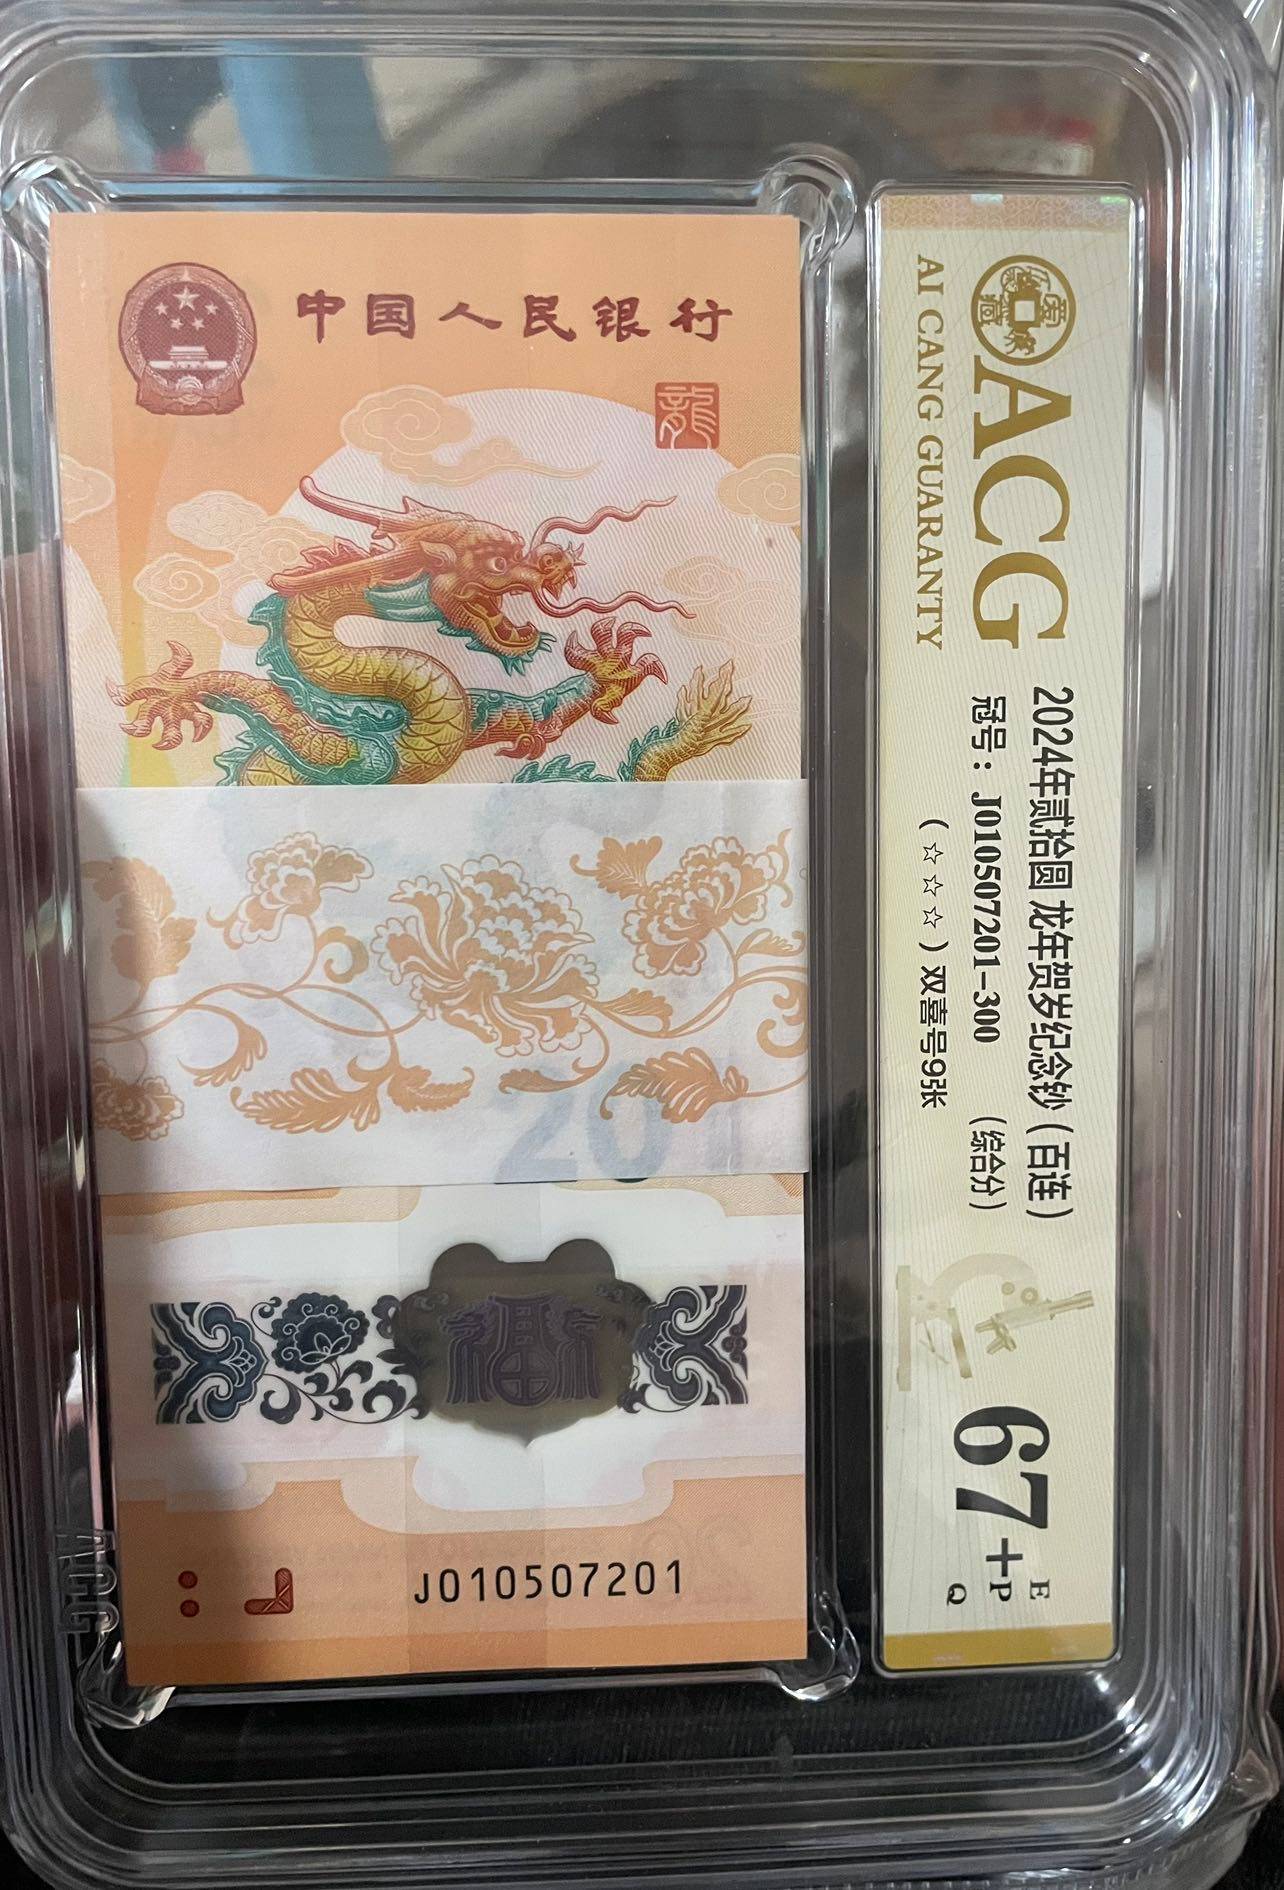 中国人民银行
龍
J010507201
ACG
AI CANG GUARANTY
2024年贰拾圆 龙年贺岁纪念钞（百连）
冠号：J010507201-300 （综合分）
（☆☆☆☆）双喜号9张
67+
E
P
Q
20
ACG